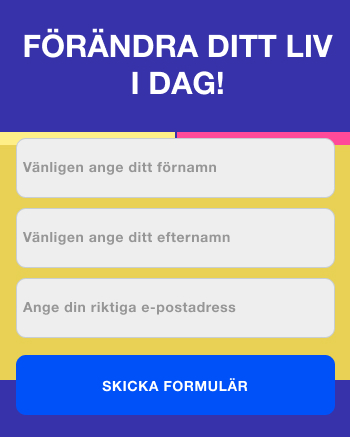 FÖRÄNDRA DITT LIV
I DAG!
Vänligen ange ditt förnamn
Vänligen ange ditt efternamn
Ange din riktiga e-postadress
SKICKA FORMULÄR